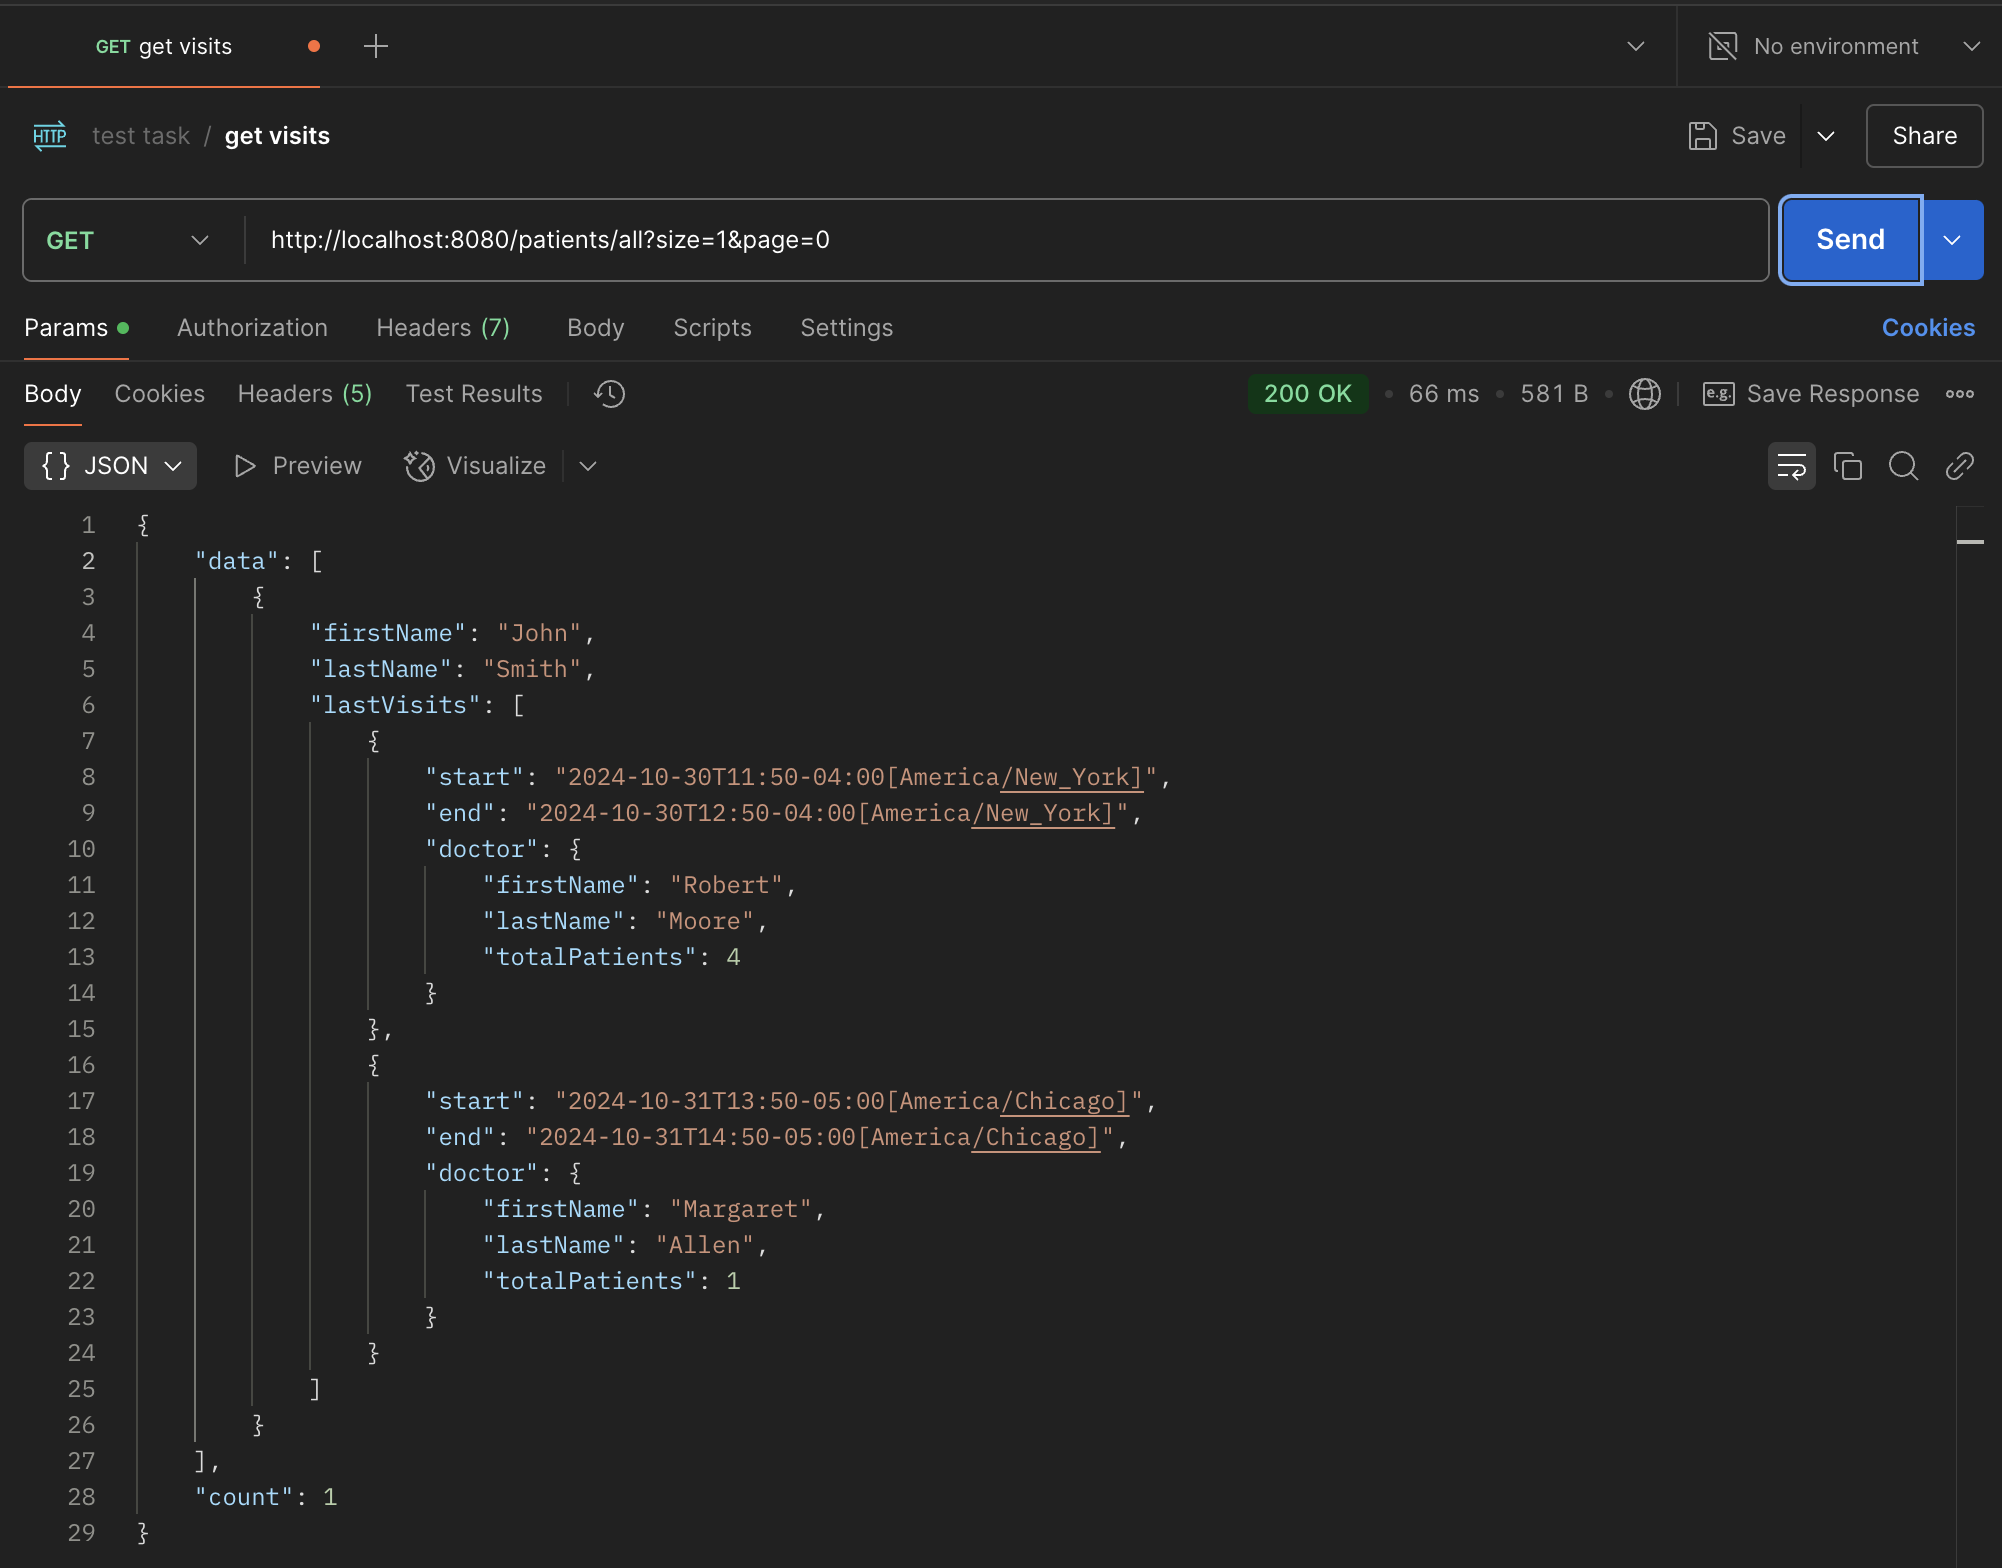 GET get visits
No environment
HTTP test task / get visits
Save
Share
GET http://localhost:8080/patients/all?size=1&page=0
Send
Params Authorization Headers (7) Body Scripts Settings
Cookies
Body Cookies Headers (5) Test Results
200 OK • 66 ms • 581 B • e.g. Save Response
{ } JSON Preview Visualize
1 {
2 "data": [
3 {
4 "firstName": "John",
5 "lastName": "Smith",
6 "lastVisits": [
7 {
8 "start": "2024-10-30T11:50-04:00[America/New_York]",
9 "end": "2024-10-30T12:50-04:00[America/New_York]",
10 "doctor": {
11 "firstName": "Robert",
12 "lastName": "Moore",
13 "totalPatients": 4
14 }
15 },
16 {
17 "start": "2024-10-31T13:50-05:00[America/Chicago]",
18 "end": "2024-10-31T14:50-05:00[America/Chicago]",
19 "doctor": {
20 "firstName": "Margaret",
21 "lastName": "Allen",
22 "totalPatients": 1
23 }
24 }
25 ]
26 }
27 ],
28 "count": 1
29 }